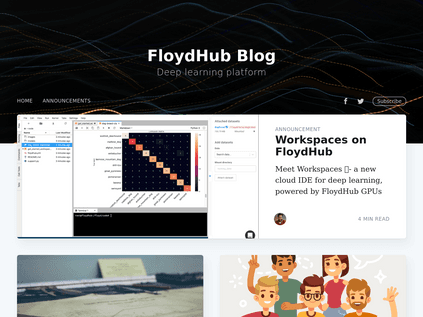 FloydHub Blog
Deep learning platform
HOME ANNOUNCEMENTS
Subscribe
ANNOUNCEMENT
Workspaces on
FloydHub
Meet Workspaces - a new
cloud IDE for deep learning,
powered by FloydHub GPUs
4 MIN READ